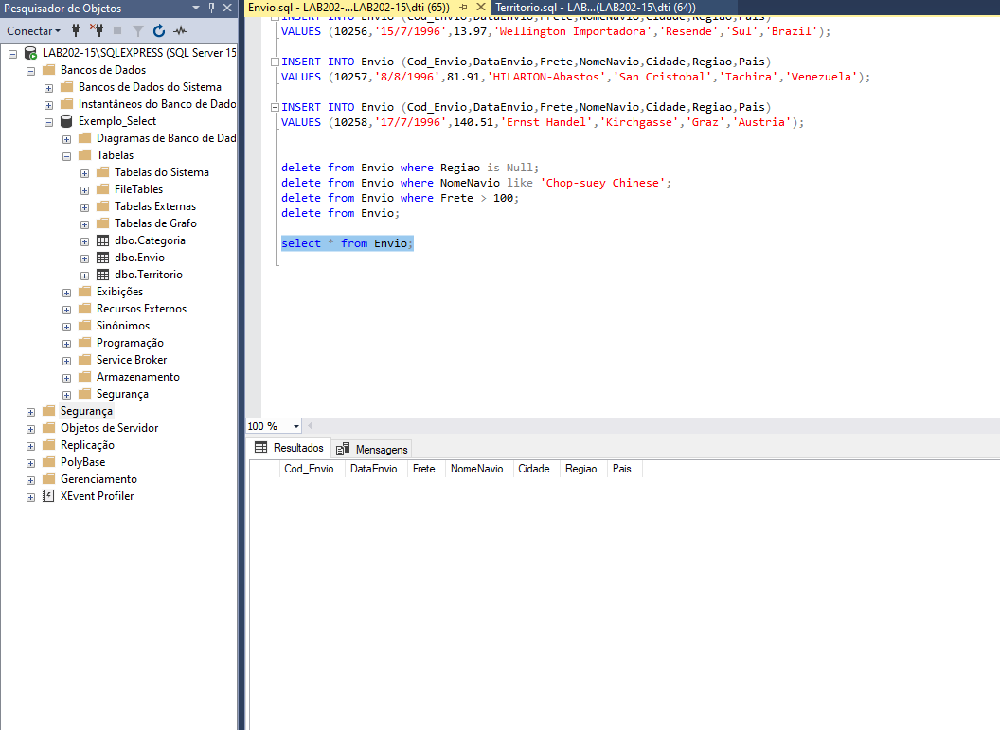 Pesquisador de Objetos
Conectar
LAB202-15\SQLEXPRESS (SQL Server 15
Bancos de Dados
Bancos de Dados do Sistema
Instantâneos do Banco de Dado
Exemplo_Select
Diagramas de Banco de Dad
Tabelas
Tabelas do Sistema
FileTables
Tabelas Externas
Tabelas de Grafo
dbo.Categoria
dbo.Envio
dbo.Territorio
Exibições
Recursos Externos
Sinônimos
Programação
Service Broker
Armazenamento
Segurança
Segurança
Objetos de Servidor
Replicação
PolyBase
Gerenciamento
XEvent Profiler
Envio.sql - LAB202-...LAB202-15\dti (65)) Territorio.sql - LAB...(LAB202-15\dti (64))
INSERT INTO Envio (Cod_Envio,DataEnvio,Frete,NomeNavio,Cidade,Regiao,Pais)
VALUES (10256,'15/7/1996',13.97,'Wellington Importadora','Resende','Sul','Brazil');
INSERT INTO Envio (Cod_Envio,DataEnvio,Frete,NomeNavio,Cidade,Regiao,Pais)
VALUES (10257,'8/8/1996',81.91,'HILARION-Abastos','San Cristobal','Tachira','Venezuela');
INSERT INTO Envio (Cod_Envio,DataEnvio,Frete,NomeNavio,Cidade,Regiao,Pais)
VALUES (10258,'17/7/1996',140.51,'Ernst Handel','Kirchgasse','Graz','Austria');
delete from Envio where Regiao is Null;
delete from Envio where NomeNavio like 'Chop-suey Chinese';
delete from Envio where Frete > 100;
delete from Envio;
select * from Envio;
100 %
Resultados Mensagens
Cod_Envio DataEnvio Frete NomeNavio Cidade Regiao Pais